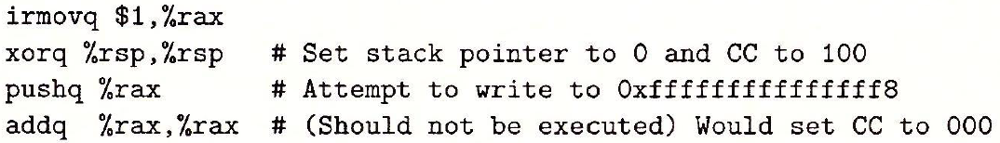 irmovq $1,%rax
xorq %rsp,%rsp # Set stack pointer to 0 and CC to 100
pushq %rax # Attempt to write to 0xfffffffffffffff8
addq %rax,%rax # (Should not be executed) Would set CC to 000